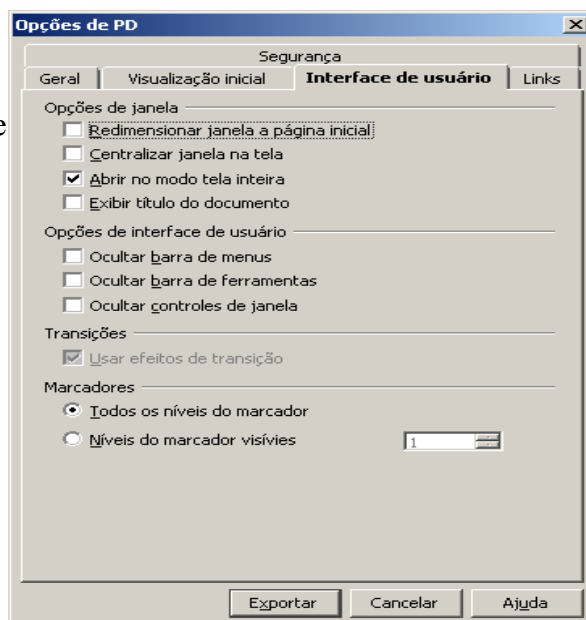 Opções de PD
Segurança
Geral Visualização inicial Interface de usuário Links
Opções de janela
e
Redimensionar janela a página inicial
Centralizar janela na tela
Abrir no modo tela inteira
Exibir título do documento
Opções de interface de usuário
Ocultar barra de menus
Ocultar barra de ferramentas
Ocultar controles de janela
Transições
Usar efeitos de transição
Marcadores
Todos os níveis do marcador
Níveis do marcador visívies 1
Exportar Cancelar Ajuda